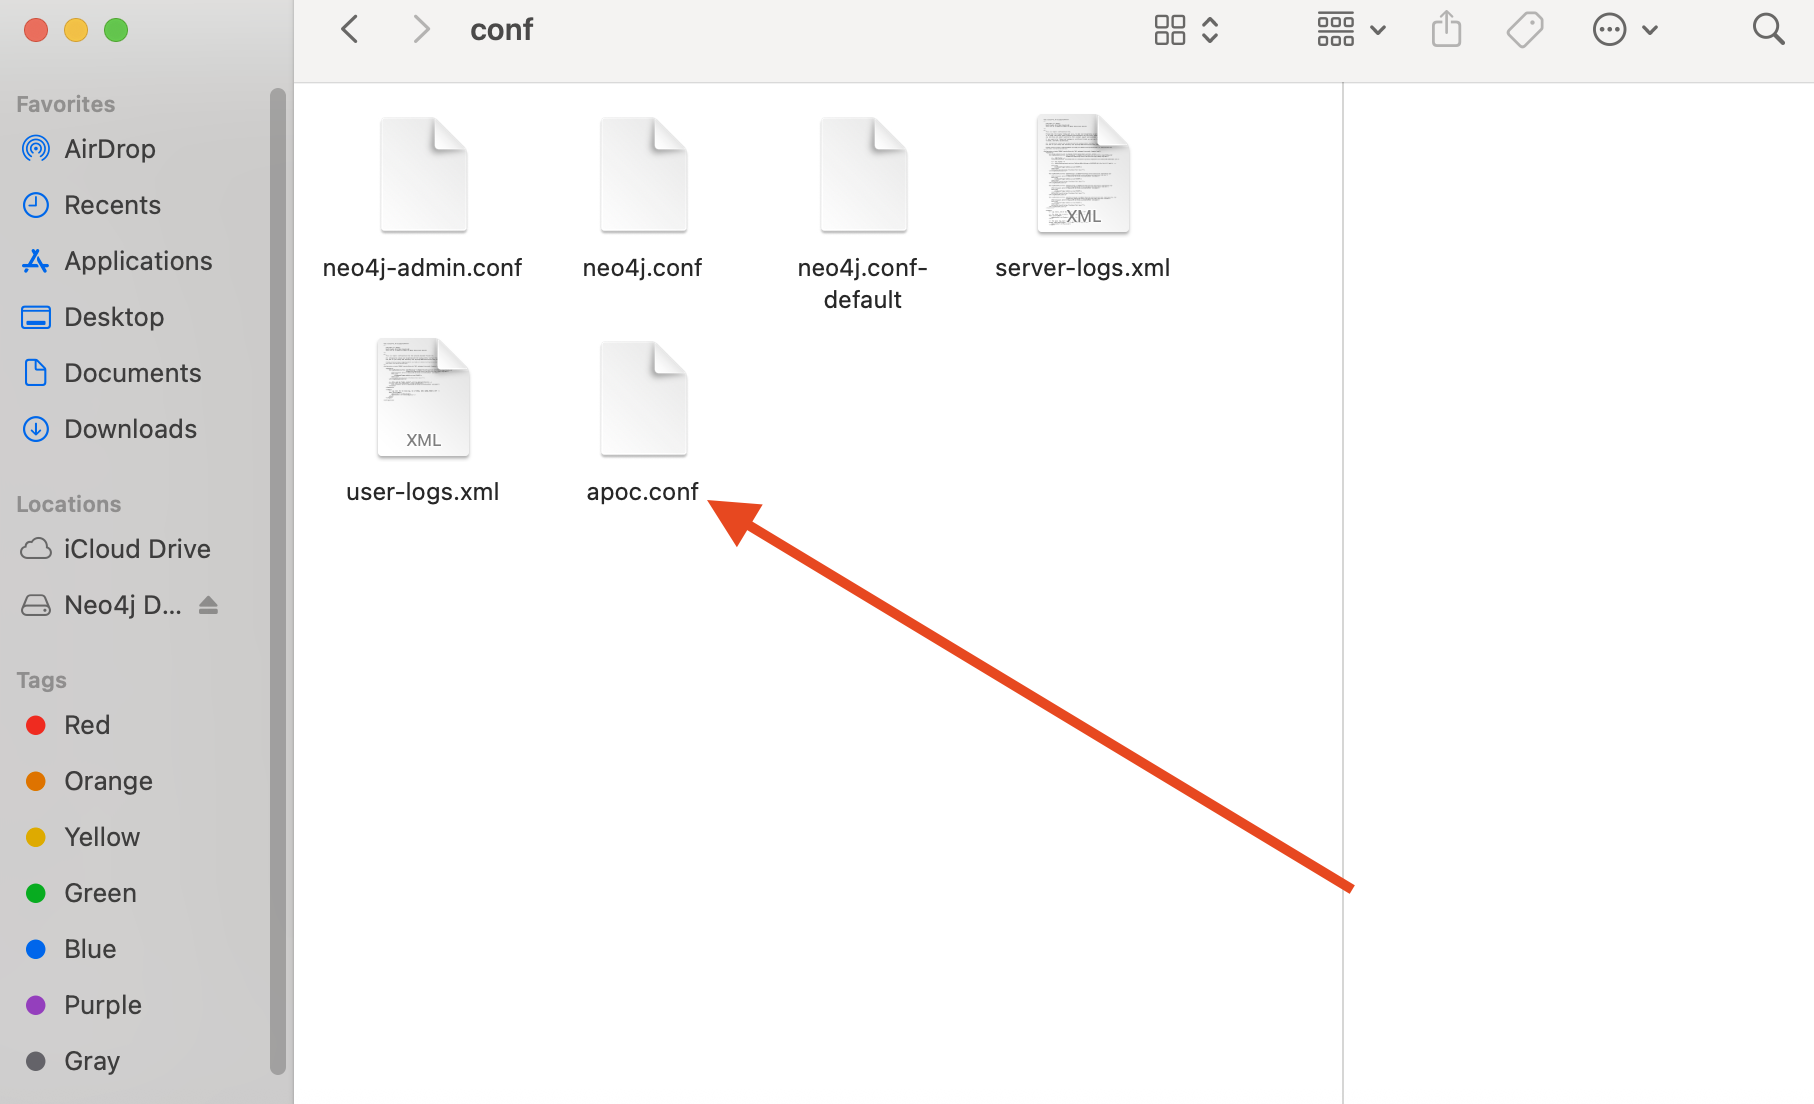 conf
Favorites
AirDrop
Recents
Applications
Desktop
Documents
Downloads
Locations
iCloud Drive
Neo4j D...
Tags
Red
Orange
Yellow
Green
Blue
Purple
Gray
neo4j-admin.conf
neo4j.conf
neo4j.conf-
default
XML
server-logs.xml
XML
user-logs.xml
apoc.conf